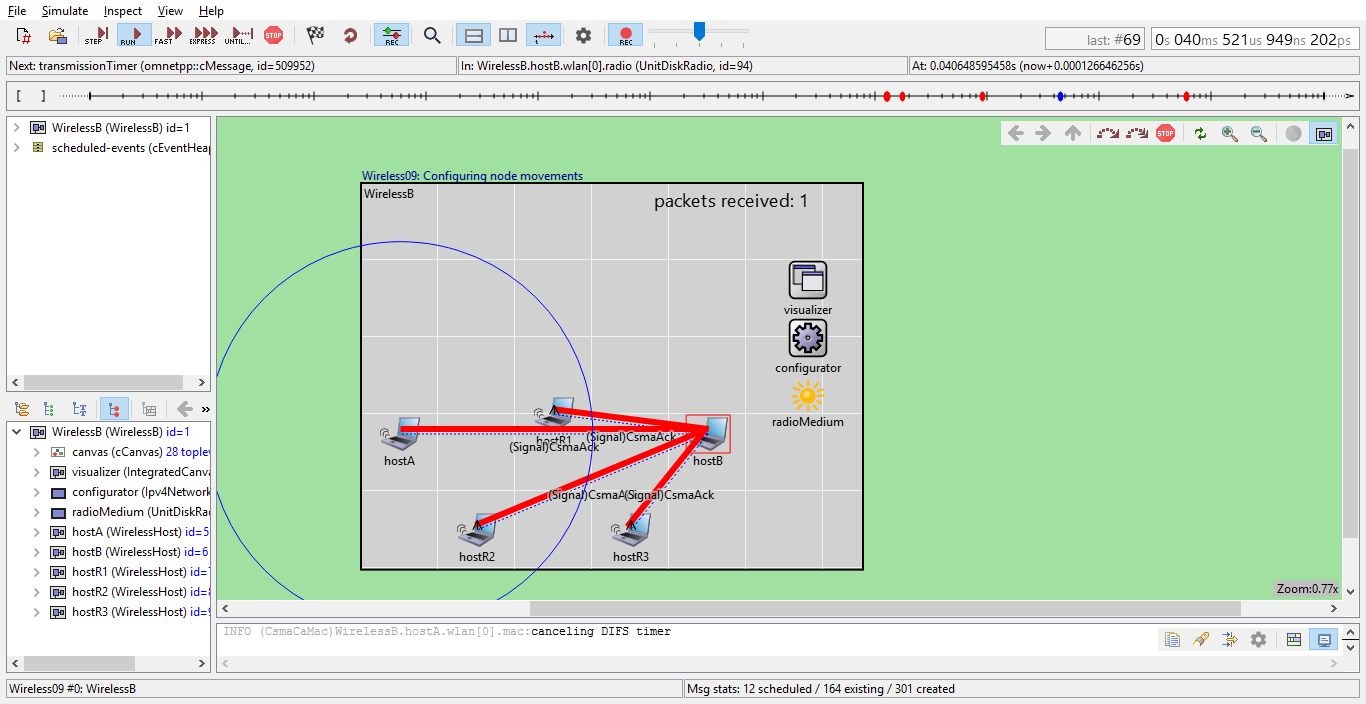 File Simulate Inspect View Help
STEP RUN FAST EXPRESS UNTIL... STOP REC REC
last: #69 0s 040ms 521us 949ns 202ps
Next: transmissionTimer (omnetpp::cMessage, id=509952) In: WirelessB.hostB.wlan[0].radio (UnitDiskRadio, id=94) At: 0.040648595458s (now+0.000126646256s)
[ ]
WirelessB (WirelessB) id=1
scheduled-events (cEventHea
STOP
Wireless09: Configuring node movements
WirelessB
packets received: 1
visualizer
configurator
radioMedium
hostR1
(Signal)CsmaAck
(Signal)CsmaAck
hostA
hostB
(Signal)CsmaA
(Signal)CsmaAck
hostR2
hostR3
Zoom:0.77x
»
WirelessB (WirelessB) id=1
canvas (cCanvas) 28 toplev
visualizer (IntegratedCanva
configurator (Ipv4Network
radioMedium (UnitDiskRad
hostA (WirelessHost) id=5
hostB (WirelessHost) id=6
hostR1 (WirelessHost) id=
hostR2 (WirelessHost) id=
hostR3 (WirelessHost) id=
INFO (CsmaCaMac)WirelessB.hostA.wlan[0].mac:canceling DIFS timer
Wireless09 #0: WirelessB
Msg stats: 12 scheduled / 164 existing / 301 created